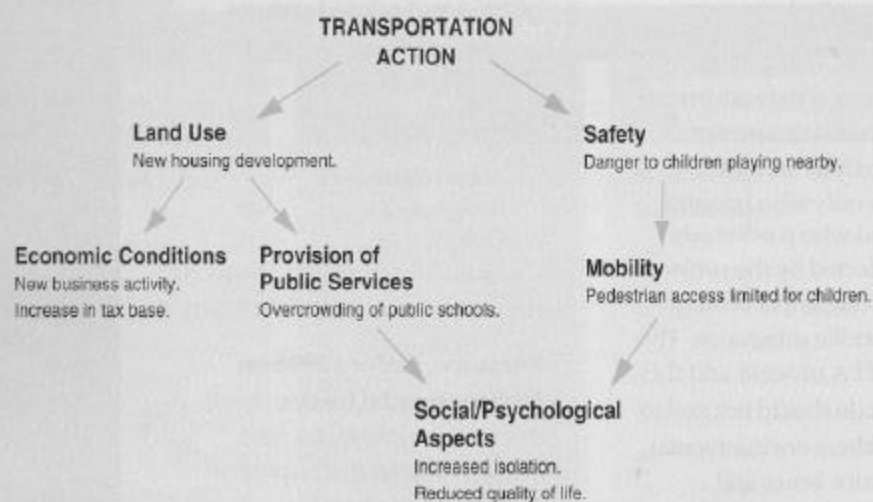 TRANSPORTATION
ACTION
Land Use
New housing development.
Safety
Danger to children playing nearby.
Economic Conditions
New business activity.
Increase in tax base.
Provision of
Public Services
Overcrowding of public schools.
Mobility
Pedestrian access limited for children.
Social/Psychological
Aspects
Increased isolation.
Reduced quality of life.